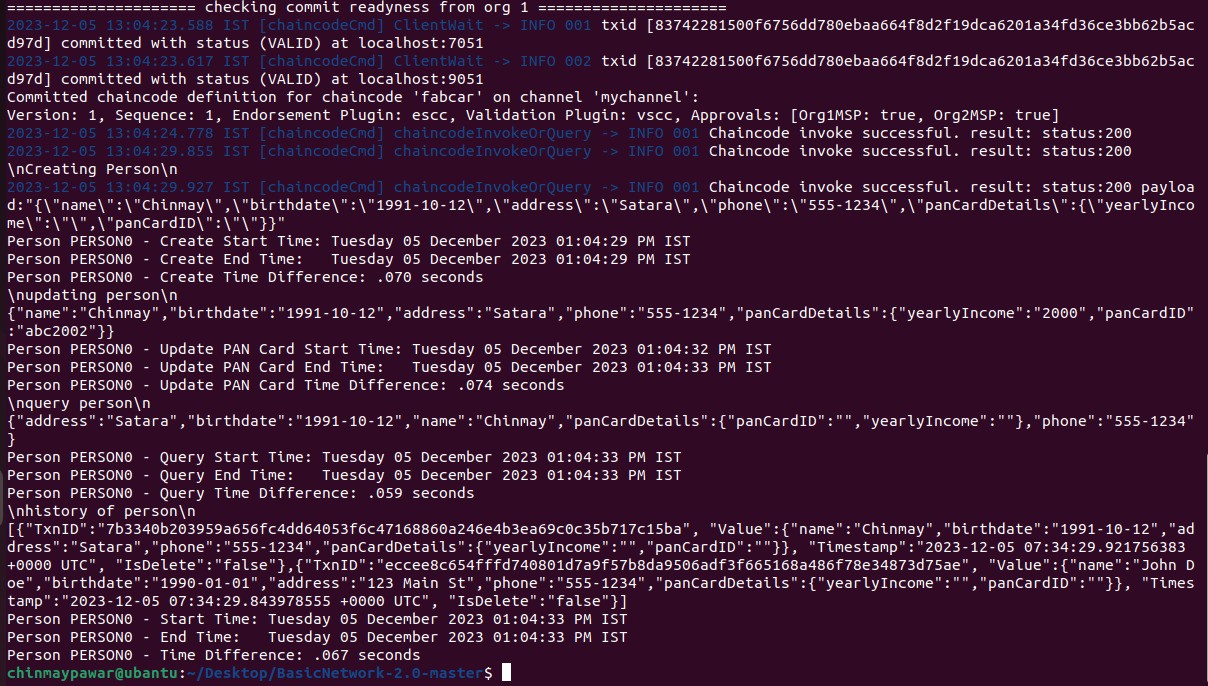 ===================== checking commit readyness from org 1 =====================
2023-12-05 13:04:23.588 IST [chaincodeCmd] ClientWait -> INFO 001 txid [83742281500f6756dd780ebaa664f8d2f19dca6201a34fd36ce3bb62b5ac
d97d] committed with status (VALID) at localhost:7051
2023-12-05 13:04:23.617 IST [chaincodeCmd] ClientWait -> INFO 002 txid [83742281500f6756dd780ebaa664f8d2f19dca6201a34fd36ce3bb62b5ac
d97d] committed with status (VALID) at localhost:9051
Committed chaincode definition for chaincode 'fabcar' on channel 'mychannel':
Version: 1, Sequence: 1, Endorsement Plugin: escc, Validation Plugin: vscc, Approvals: [Org1MSP: true, Org2MSP: true]
2023-12-05 13:04:24.778 IST [chaincodeCmd] chaincodeInvokeOrQuery -> INFO 001 Chaincode invoke successful. result: status:200
2023-12-05 13:04:29.855 IST [chaincodeCmd] chaincodeInvokeOrQuery -> INFO 001 Chaincode invoke successful. result: status:200
\nCreating Person\n
2023-12-05 13:04:29.927 IST [chaincodeCmd] chaincodeInvokeOrQuery -> INFO 001 Chaincode invoke successful. result: status:200 payloa
d:"{\"name\":\"Chinmay\",\"birthdate\":\"1991-10-12\",\"address\":\"Satara\",\"phone\":\"555-1234\",\"panCardDetails\":{\"yearlyInco
me\":\"\",\"panCardID\":\"\"}}"
Person PERSON0 - Create Start Time: Tuesday 05 December 2023 01:04:29 PM IST
Person PERSON0 - Create End Time:   Tuesday 05 December 2023 01:04:29 PM IST
Person PERSON0 - Create Time Difference: .070 seconds
\nupdating person\n
{"name":"Chinmay","birthdate":"1991-10-12","address":"Satara","phone":"555-1234","panCardDetails":{"yearlyIncome":"2000","panCardID"
:"abc2002"}}
Person PERSON0 - Update PAN Card Start Time: Tuesday 05 December 2023 01:04:32 PM IST
Person PERSON0 - Update PAN Card End Time:   Tuesday 05 December 2023 01:04:33 PM IST
Person PERSON0 - Update PAN Card Time Difference: .074 seconds
\nquery person\n
{"address":"Satara","birthdate":"1991-10-12","name":"Chinmay","panCardDetails":{"panCardID":"","yearlyIncome":""},"phone":"555-1234"
}
Person PERSON0 - Query Start Time: Tuesday 05 December 2023 01:04:33 PM IST
Person PERSON0 - Query End Time:   Tuesday 05 December 2023 01:04:33 PM IST
Person PERSON0 - Query Time Difference: .059 seconds
\nhistory of person\n
[{"TxnID":"7b3340b203959a656fc4dd64053f6c47168860a246e4b3ea69c0c35b717c15ba", "Value":{"name":"Chinmay","birthdate":"1991-10-12","ad
dress":"Satara","phone":"555-1234","panCardDetails":{"yearlyIncome":"","panCardID":""}}, "Timestamp":"2023-12-05 07:34:29.921756383
+0000 UTC", "IsDelete":"false"},{"TxnID":"eccee8c654fffd740801d7a9f57b8da9506adf3f665168a486f78e34873d75ae", "Value":{"name":"John D
oe","birthdate":"1990-01-01","address":"123 Main St","phone":"555-1234","panCardDetails":{"yearlyIncome":"","panCardID":""}}, "Times
tamp":"2023-12-05 07:34:29.843978555 +0000 UTC", "IsDelete":"false"}]
Person PERSON0 - Start Time: Tuesday 05 December 2023 01:04:33 PM IST
Person PERSON0 - End Time:   Tuesday 05 December 2023 01:04:33 PM IST
Person PERSON0 - Time Difference: .067 seconds
chinmaypawar@ubantu:~/Desktop/BasicNetwork-2.0-master$